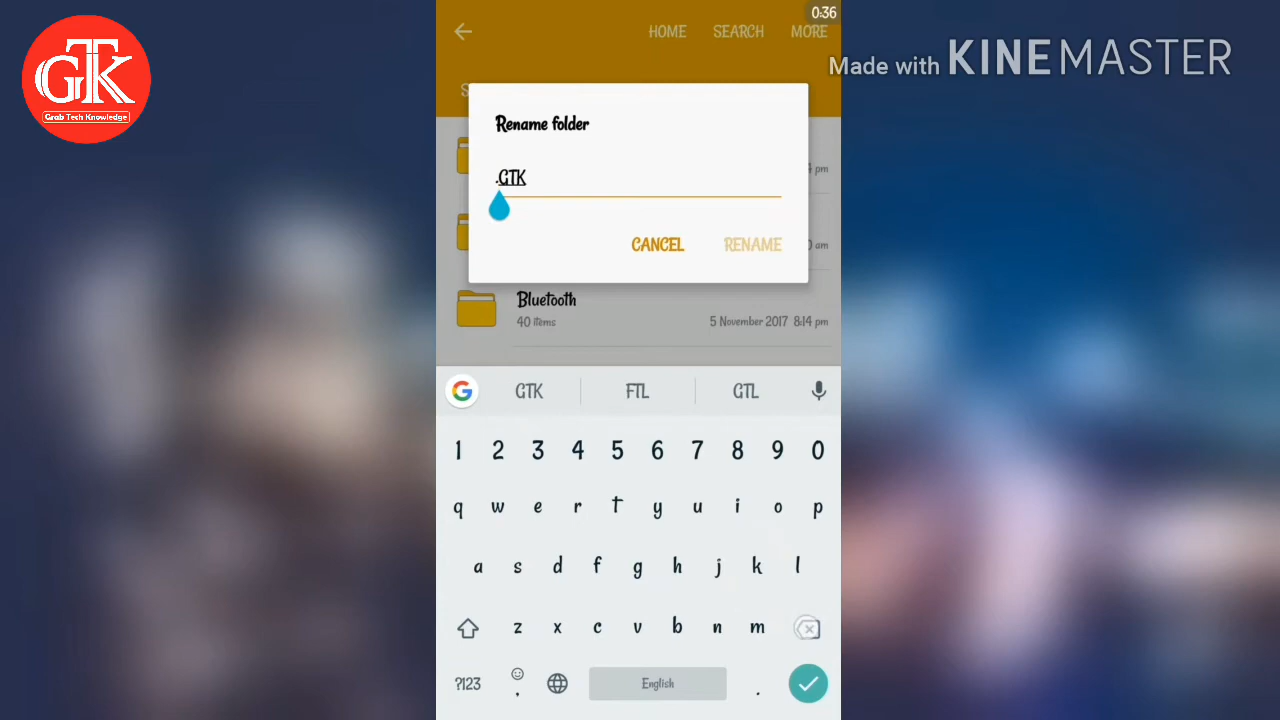 GTK
Grab Tech Knowledge
0:36
HOME SEARCH MORE
Made with KINEMASTER
S
Rename folder
pm
.GTK
CANCEL RENAME
am
Bluetooth
40 items
5 November 2017 8:14 pm
G GTK FTL GTL
1 2 3 4 5 6 7 8 9 0
q w e r t y u i o p
a s d f g h j k l
z x c v b n m
?123 , English .